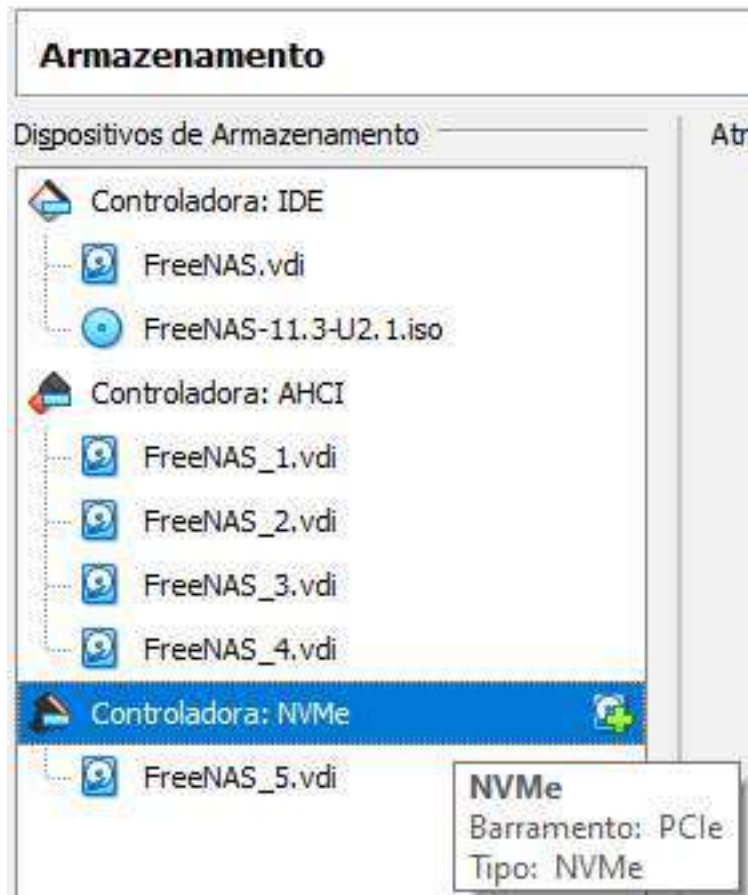 Armazenamento
Dispositivos de Armazenamento
Atr
Controladora: IDE
FreeNAS.vdi
FreeNAS-11.3-U2.1.iso
Controladora: AHCI
FreeNAS_1.vdi
FreeNAS_2.vdi
FreeNAS_3.vdi
FreeNAS_4.vdi
Controladora: NVMe
FreeNAS_5.vdi
NVMe
Barramento: PCIe
Tipo: NVMe